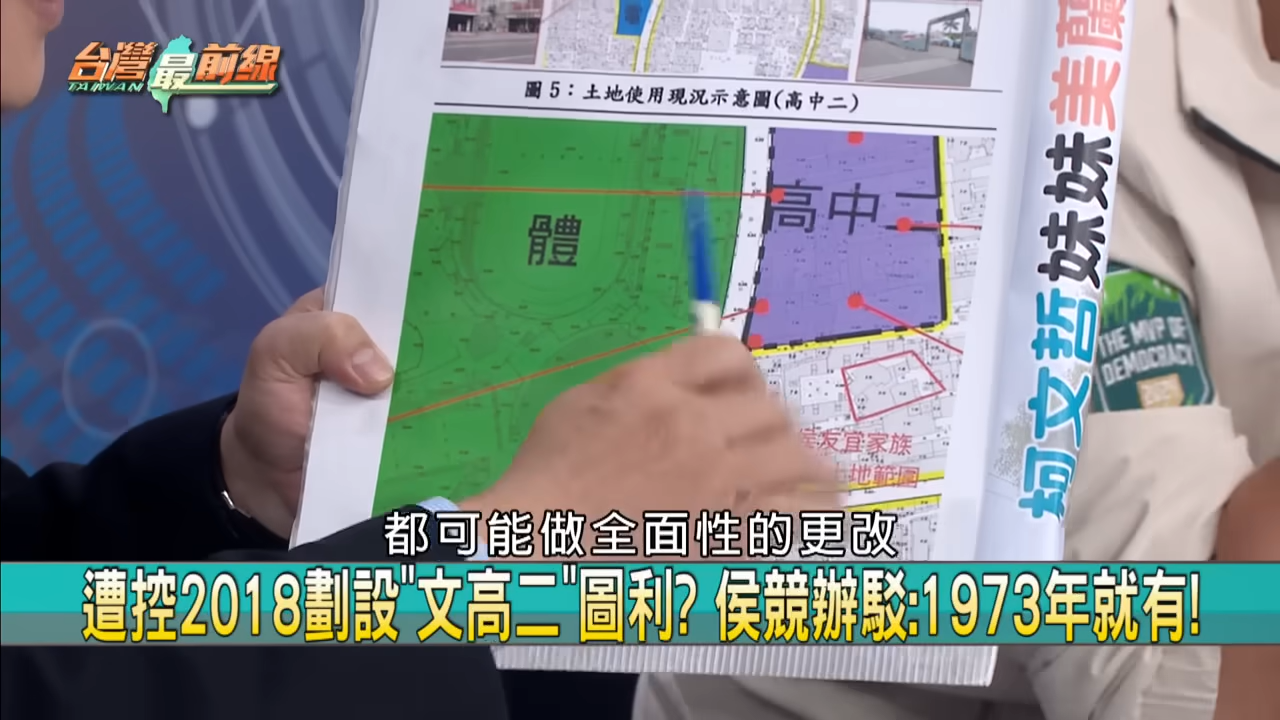 台灣最前線
TAIWAN
圖5：土地使用現況示意圖(高中二)
體
高中二
侯友宜家族
地範圍
柯文哲妹妹美蘭
THE MVP OF
DEMOCRACY
都可能做全面性的更改
遭控2018劃設"文高二"圖利? 侯競辦駁:1973年就有!